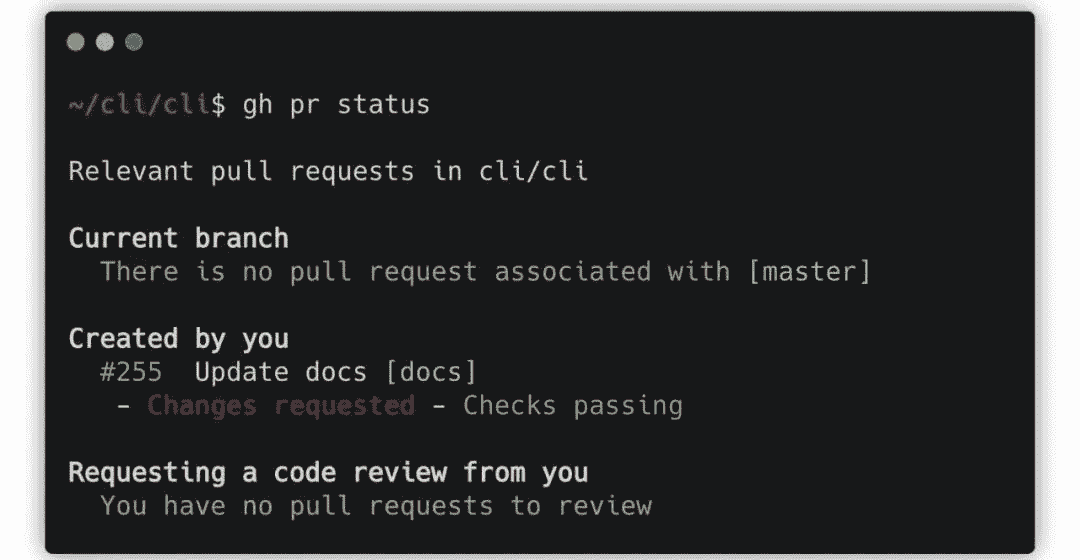 ~/cli/cli$ gh pr status
Relevant pull requests in cli/cli
Current branch
There is no pull request associated with [master]
Created by you
#255 Update docs [docs]
- Changes requested - Checks passing
Requesting a code review from you
You have no pull requests to review